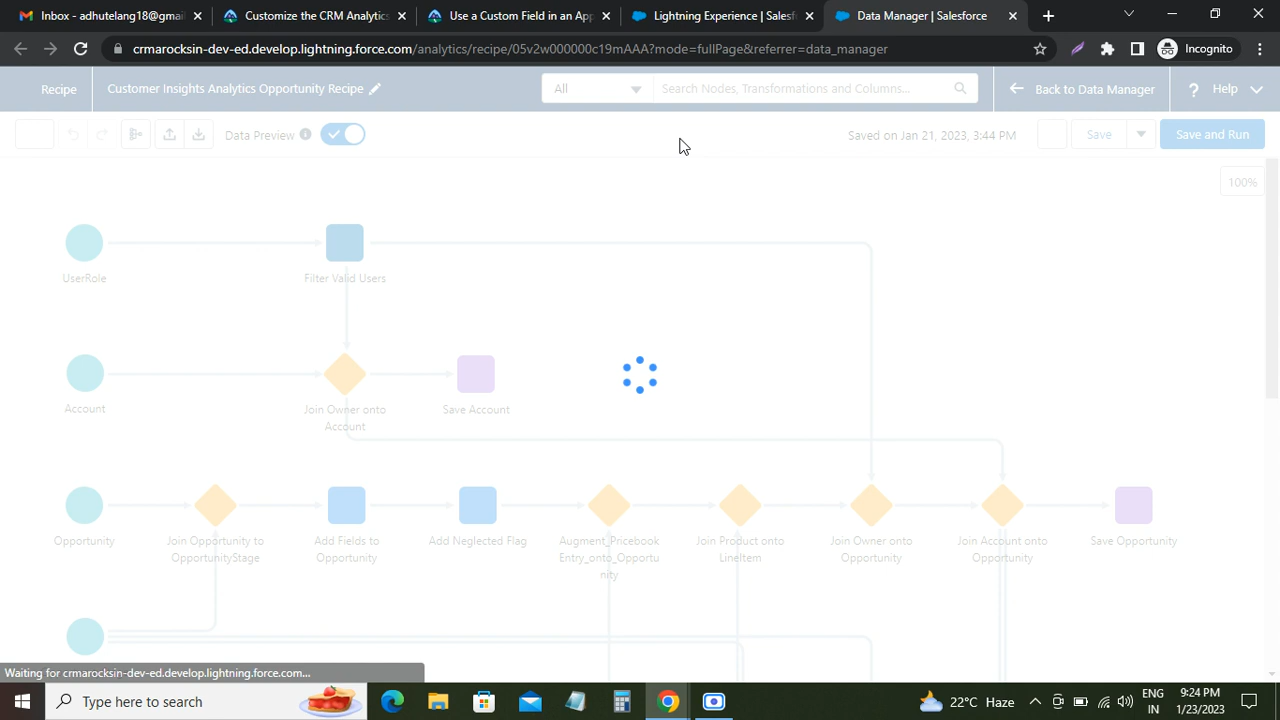 Inbox - adhutelang18@gmail
Customize the CRM Analytics
Use a Custom Field in an App
Lightning Experience | Salesf
Data Manager | Salesforce
crmarocksin-dev-ed.develop.lightning.force.com/analytics/recipe/05v2w000000c19mAAA?mode=fullPage&referrer=data_manager
Incognito
Recipe
Customer Insights Analytics Opportunity Recipe
All
Search Nodes, Transformations and Columns...
Back to Data Manager
Help
Data Preview
Saved on Jan 21, 2023, 3:44 PM
Save
Save and Run
100%
UserRole
Filter Valid Users
Account
Join Owner onto
Account
Save Account
Opportunity
Join Opportunity to
OpportunityStage
Add Fields to
Opportunity
Add Neglected Flag
Augment_Pricebook
Entry_onto_Opportu
nity
Join Product onto
LineItem
Join Owner onto
Opportunity
Join Account onto
Opportunity
Save Opportunity
Waiting for crmarocksin-dev-ed.develop.lightning.force.com...
Type here to search
22°C Haze
ENG
IN
9:24 PM
1/23/2023